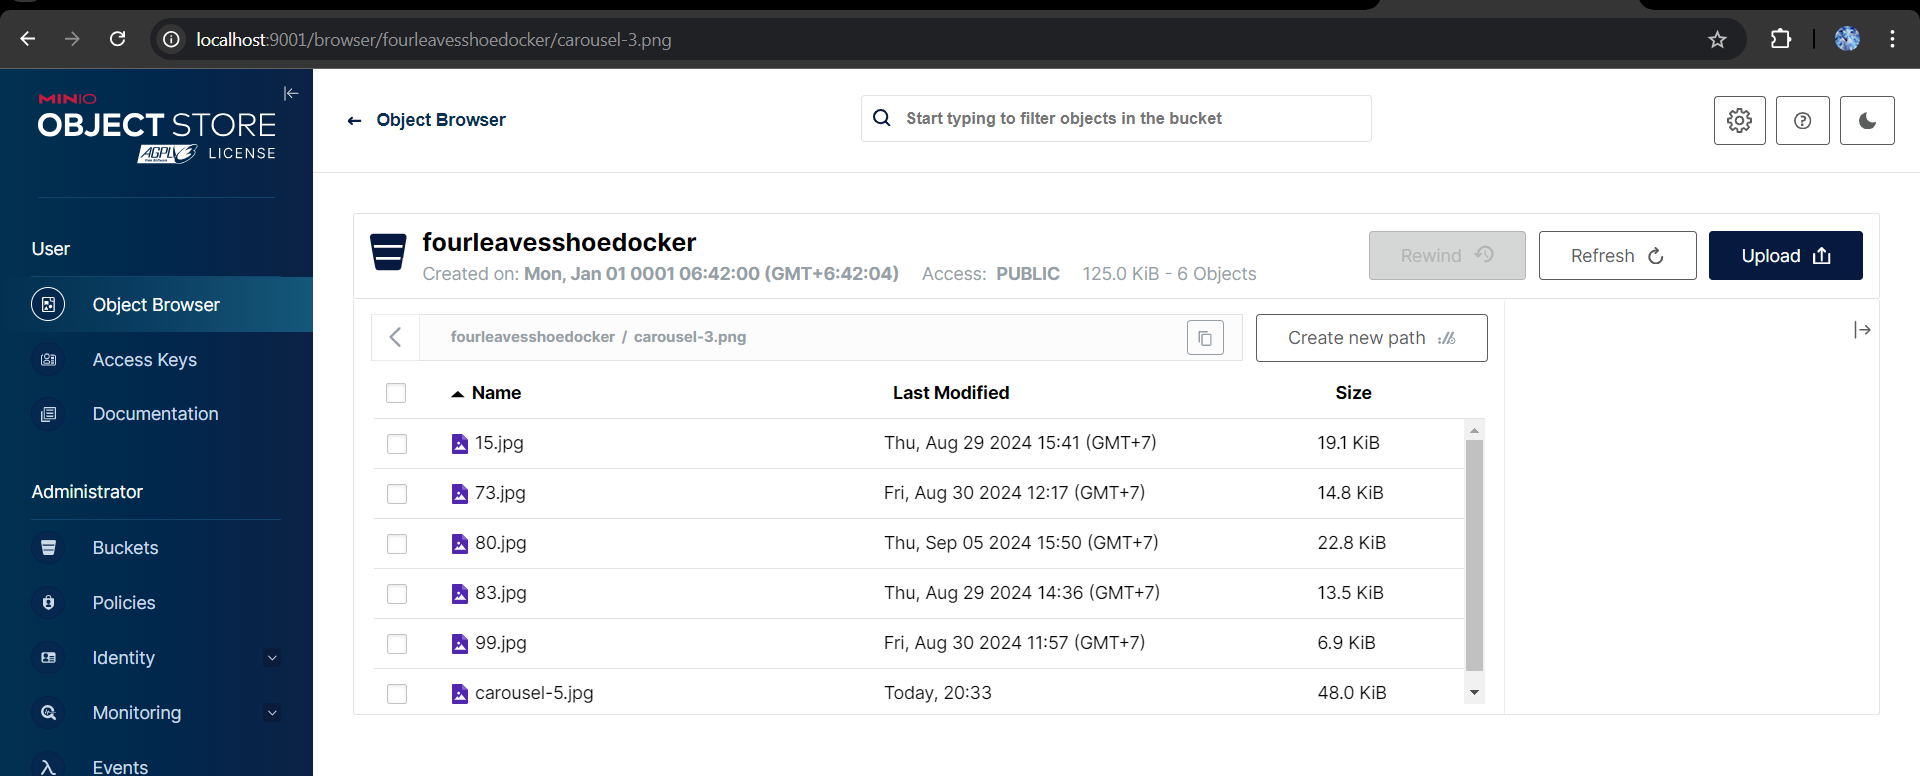 localhost:9001/browser/fourleavesshoedocker/carousel-3.png
MINIO
OBJECT STORE
AGPLv3 LICENSE
Object Browser
Start typing to filter objects in the bucket
User
Object Browser
Access Keys
Documentation
Administrator
Buckets
Policies
Identity
Monitoring
Events
fourleavesshoedocker
Created on: Mon, Jan 01 0001 06:42:00 (GMT+6:42:04) Access: PUBLIC 125.0 KiB - 6 Objects
Rewind
Refresh
Upload
fourleavesshoedocker / carousel-3.png
Create new path
Name Last Modified Size
15.jpg Thu, Aug 29 2024 15:41 (GMT+7) 19.1 KiB
73.jpg Fri, Aug 30 2024 12:17 (GMT+7) 14.8 KiB
80.jpg Thu, Sep 05 2024 15:50 (GMT+7) 22.8 KiB
83.jpg Thu, Aug 29 2024 14:36 (GMT+7) 13.5 KiB
99.jpg Fri, Aug 30 2024 11:57 (GMT+7) 6.9 KiB
carousel-5.jpg Today, 20:33 48.0 KiB